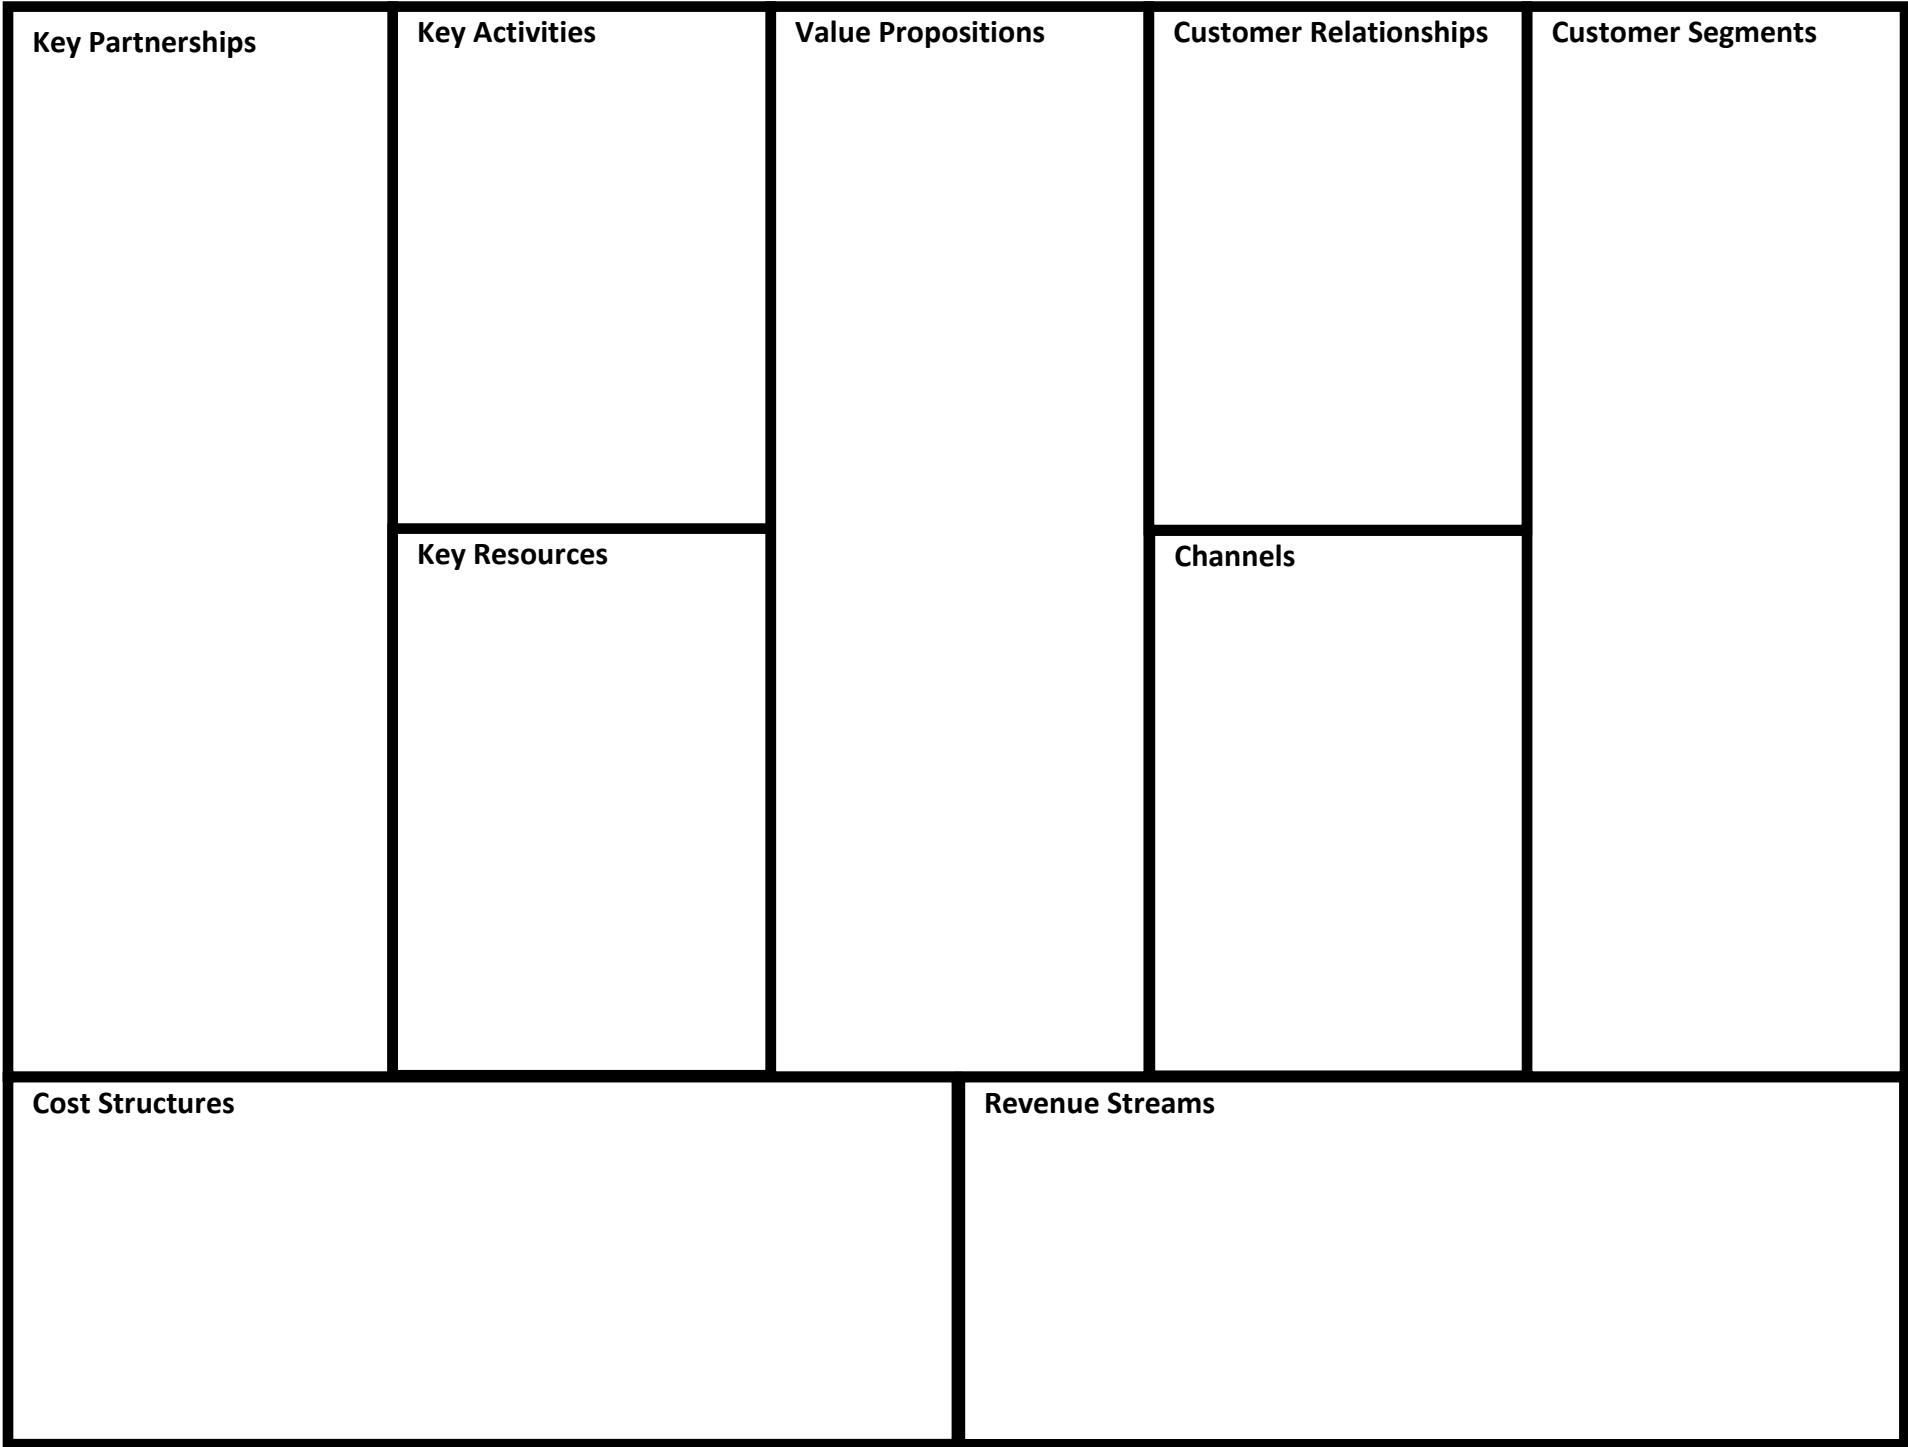 Key Partnerships
Key Activities
Value Propositions
Customer Relationships
Customer Segments
Key Resources
Channels
Cost Structures
Revenue Streams